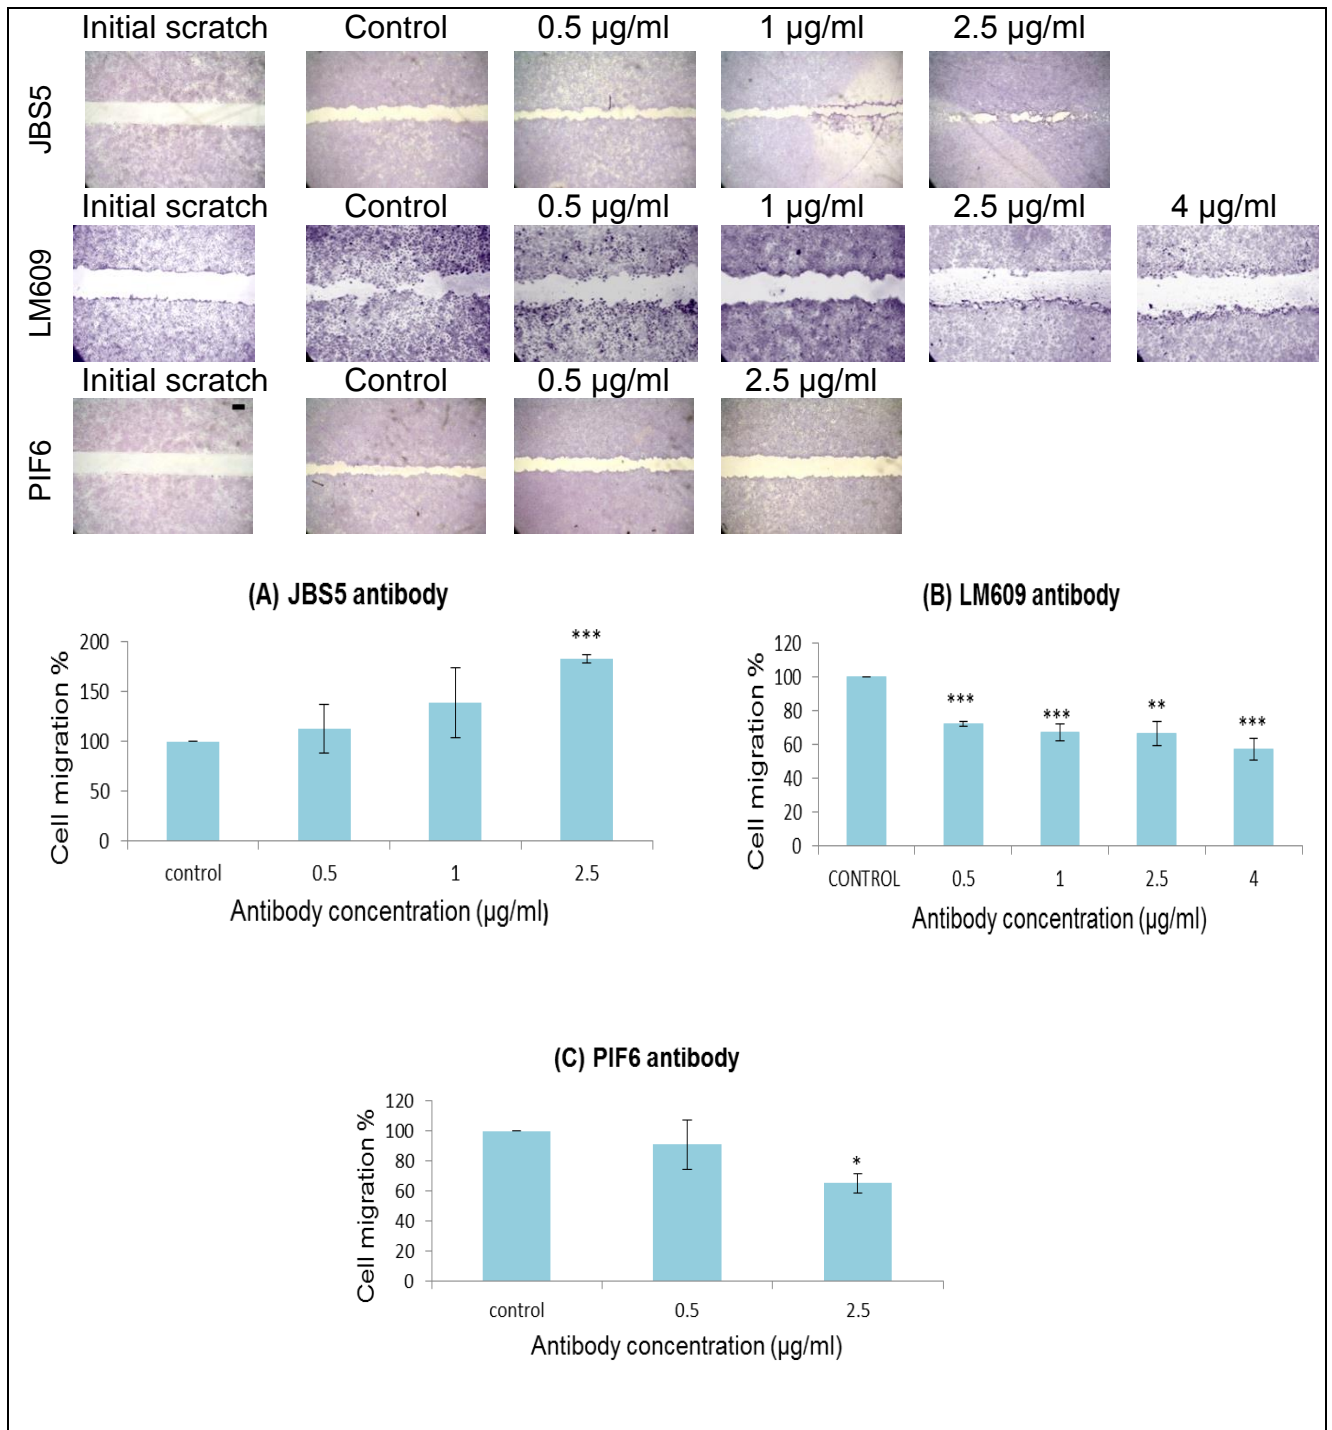 Initial scratch Control 0.5 µg/ml 1 µg/ml 2.5 µg/ml
JBS5
Initial scratch Control 0.5 µg/ml 1 µg/ml 2.5 µg/ml 4 µg/ml
LM609
Initial scratch Control 0.5 µg/ml 2.5 µg/ml
PIF6
(A) JBS5 antibody
Cell migration %
200
150
100
50
0
control 0.5 1 2.5
Antibody concentration (µg/ml)
***
(B) LM609 antibody
Cell migration %
120
100
80
60
40
20
0
CONTROL 0.5 1 2.5 4
Antibody concentration (µg/ml)
*** *** ** ***
(C) PIF6 antibody
Cell migration %
120
100
80
60
40
20
0
control 0.5 2.5
Antibody concentration (µg/ml)
*